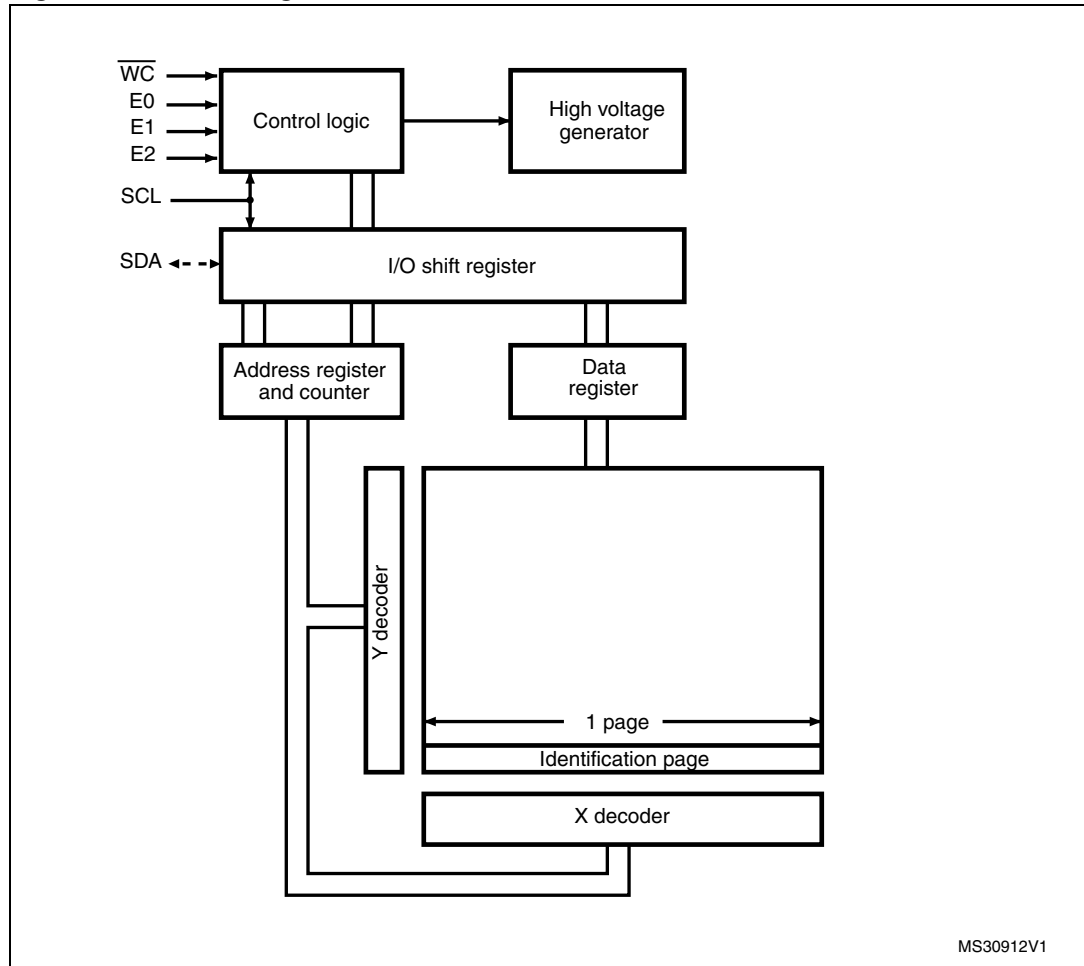 W̅C̅
E0
E1
E2
SCL
SDA
Control logic
High voltage
generator
I/O shift register
Address register
and counter
Data
register
Y decoder
1 page
Identification page
X decoder
MS30912V1